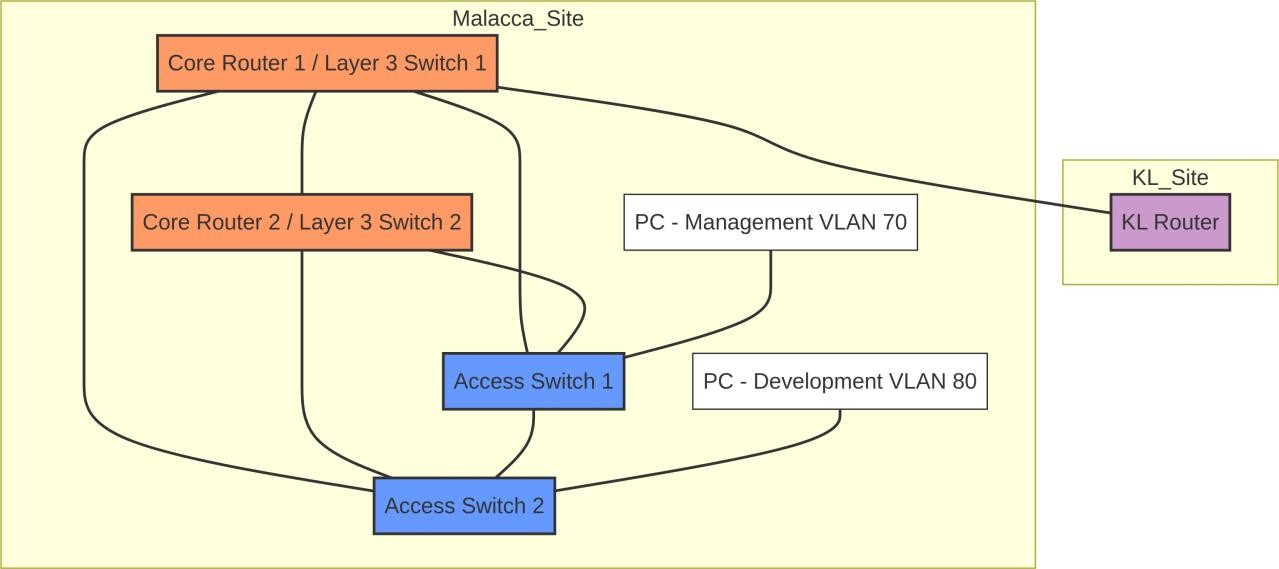 Malacca_Site
Core Router 1 / Layer 3 Switch 1
KL_Site
Core Router 2 / Layer 3 Switch 2
PC - Management VLAN 70
KL Router
Access Switch 1
PC - Development VLAN 80
Access Switch 2